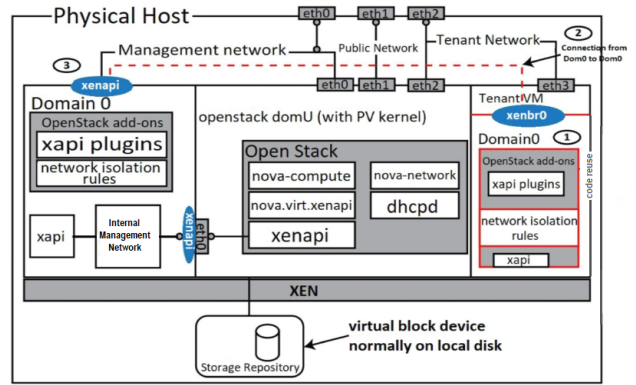 Physical Host
eth0
eth1
eth2
2
Management network
Public Network
Tenant Network
Connection from
Dom0 to Dom0
3
xenapi
eth0
eth1
eth2
eth3
Domain 0
OpenStack add-ons
xapi plugins
network isolation
rules
xapi
Internal
Management
Network
xenapi
eth0
openstack domU (with PV kernel)
Open Stack
nova-compute
nova-network
nova.virt.xenapi
dhcpd
xenapi
TenantVM
xenbr0
Domain0
1
OpenStack add-ons
xapi plugins
network isolation
rules
xapi
code reuse
XEN
Storage Repository
virtual block device
normally on local disk